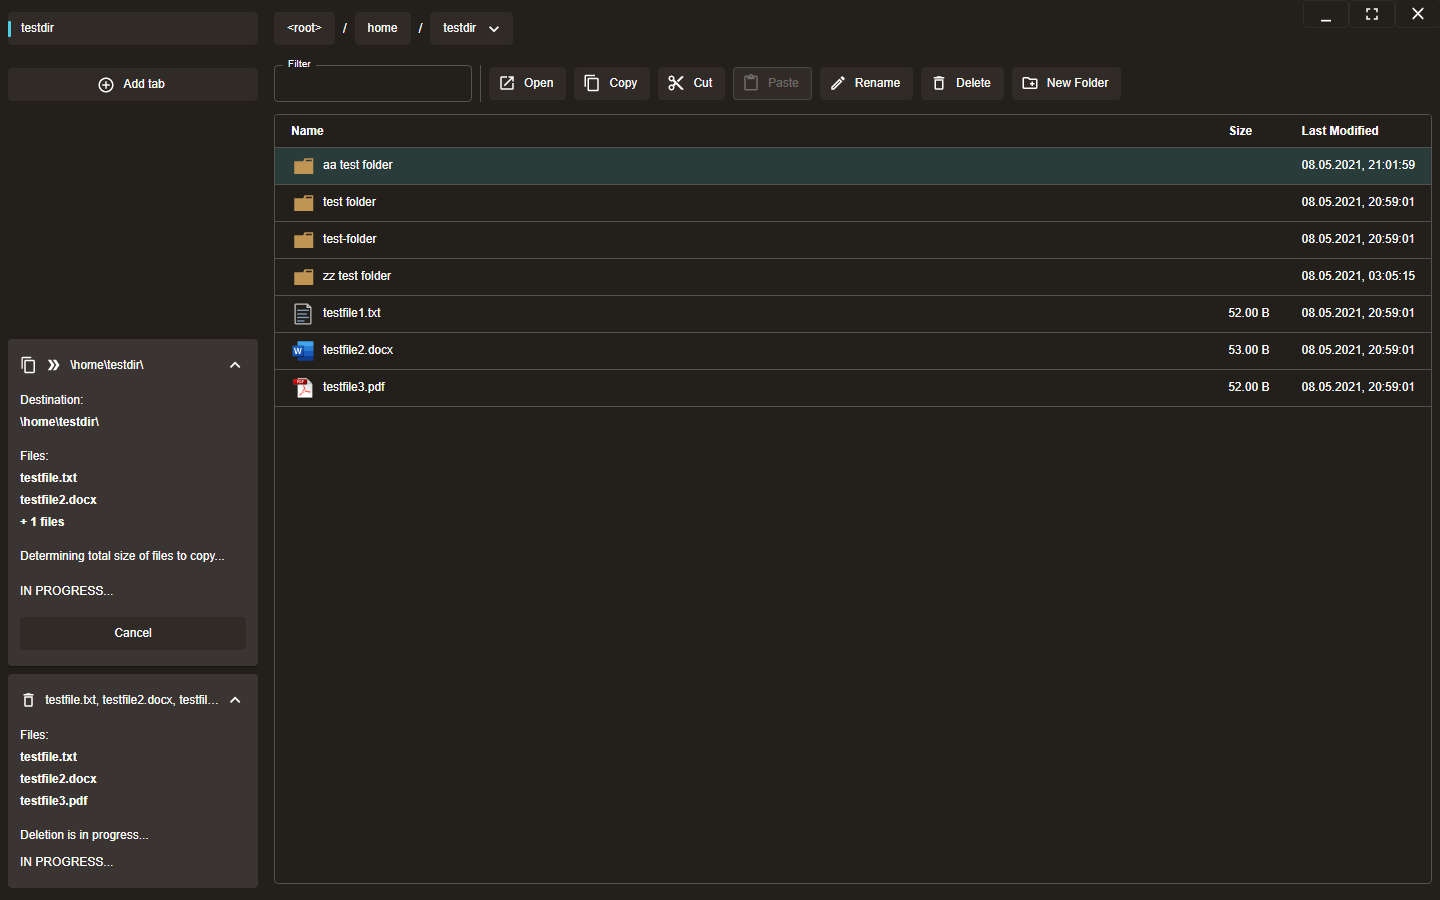 testdir
<root> / home / testdir
Add tab
Filter
Open Copy Cut Paste Rename Delete New Folder
Name Size Last Modified
aa test folder 08.05.2021, 21:01:59
test folder 08.05.2021, 20:59:01
test-folder 08.05.2021, 20:59:01
zz test folder 08.05.2021, 03:05:15
testfile1.txt 52.00 B 08.05.2021, 20:59:01
W testfile2.docx 53.00 B 08.05.2021, 20:59:01
PDF testfile3.pdf 52.00 B 08.05.2021, 20:59:01
\home\testdir\
Destination:
\home\testdir\
Files:
testfile.txt
testfile2.docx
+ 1 files
Determining total size of files to copy...
IN PROGRESS...
Cancel
testfile.txt, testfile2.docx, testfil...
Files:
testfile.txt
testfile2.docx
testfile3.pdf
Deletion is in progress...
IN PROGRESS...